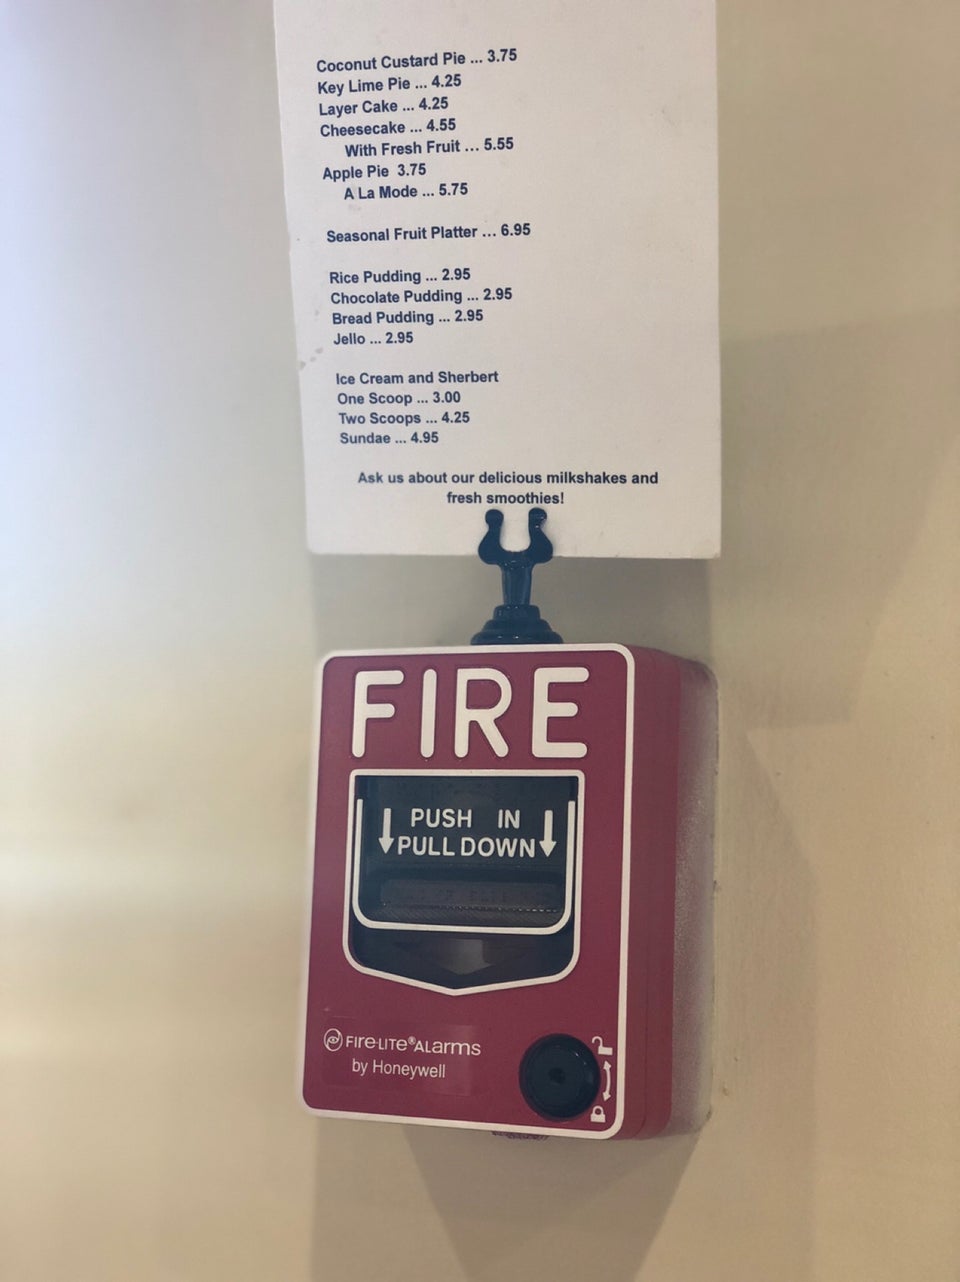 Coconut Custard Pie ... 3.75
Key Lime Pie ... 4.25
Layer Cake ... 4.25
Cheesecake ... 4.55
With Fresh Fruit ... 5.55
Apple Pie 3.75
A La Mode ... 5.75
Seasonal Fruit Platter ... 6.95
Rice Pudding ... 2.95
Chocolate Pudding ... 2.95
Bread Pudding ... 2.95
Jello ... 2.95
Ice Cream and Sherbert
One Scoop ... 3.00
Two Scoops ... 4.25
Sundae ... 4.95
Ask us about our delicious milkshakes and
fresh smoothies!
FIRE
PUSH IN
PULL DOWN
FIRE-LITE® ALARMS
by Honeywell